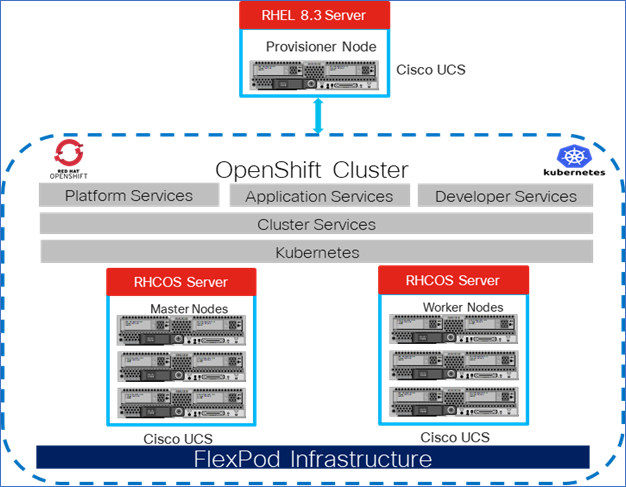 RHEL 8.3 Server
Provisioner Node
Cisco UCS
RED HAT
OPENSHIFT
OpenShift Cluster
kubernetes
Platform Services
Application Services
Developer Services
Cluster Services
Kubernetes
RHCOS Server
Master Nodes
Cisco UCS
RHCOS Server
Worker Nodes
Cisco UCS
FlexPod Infrastructure